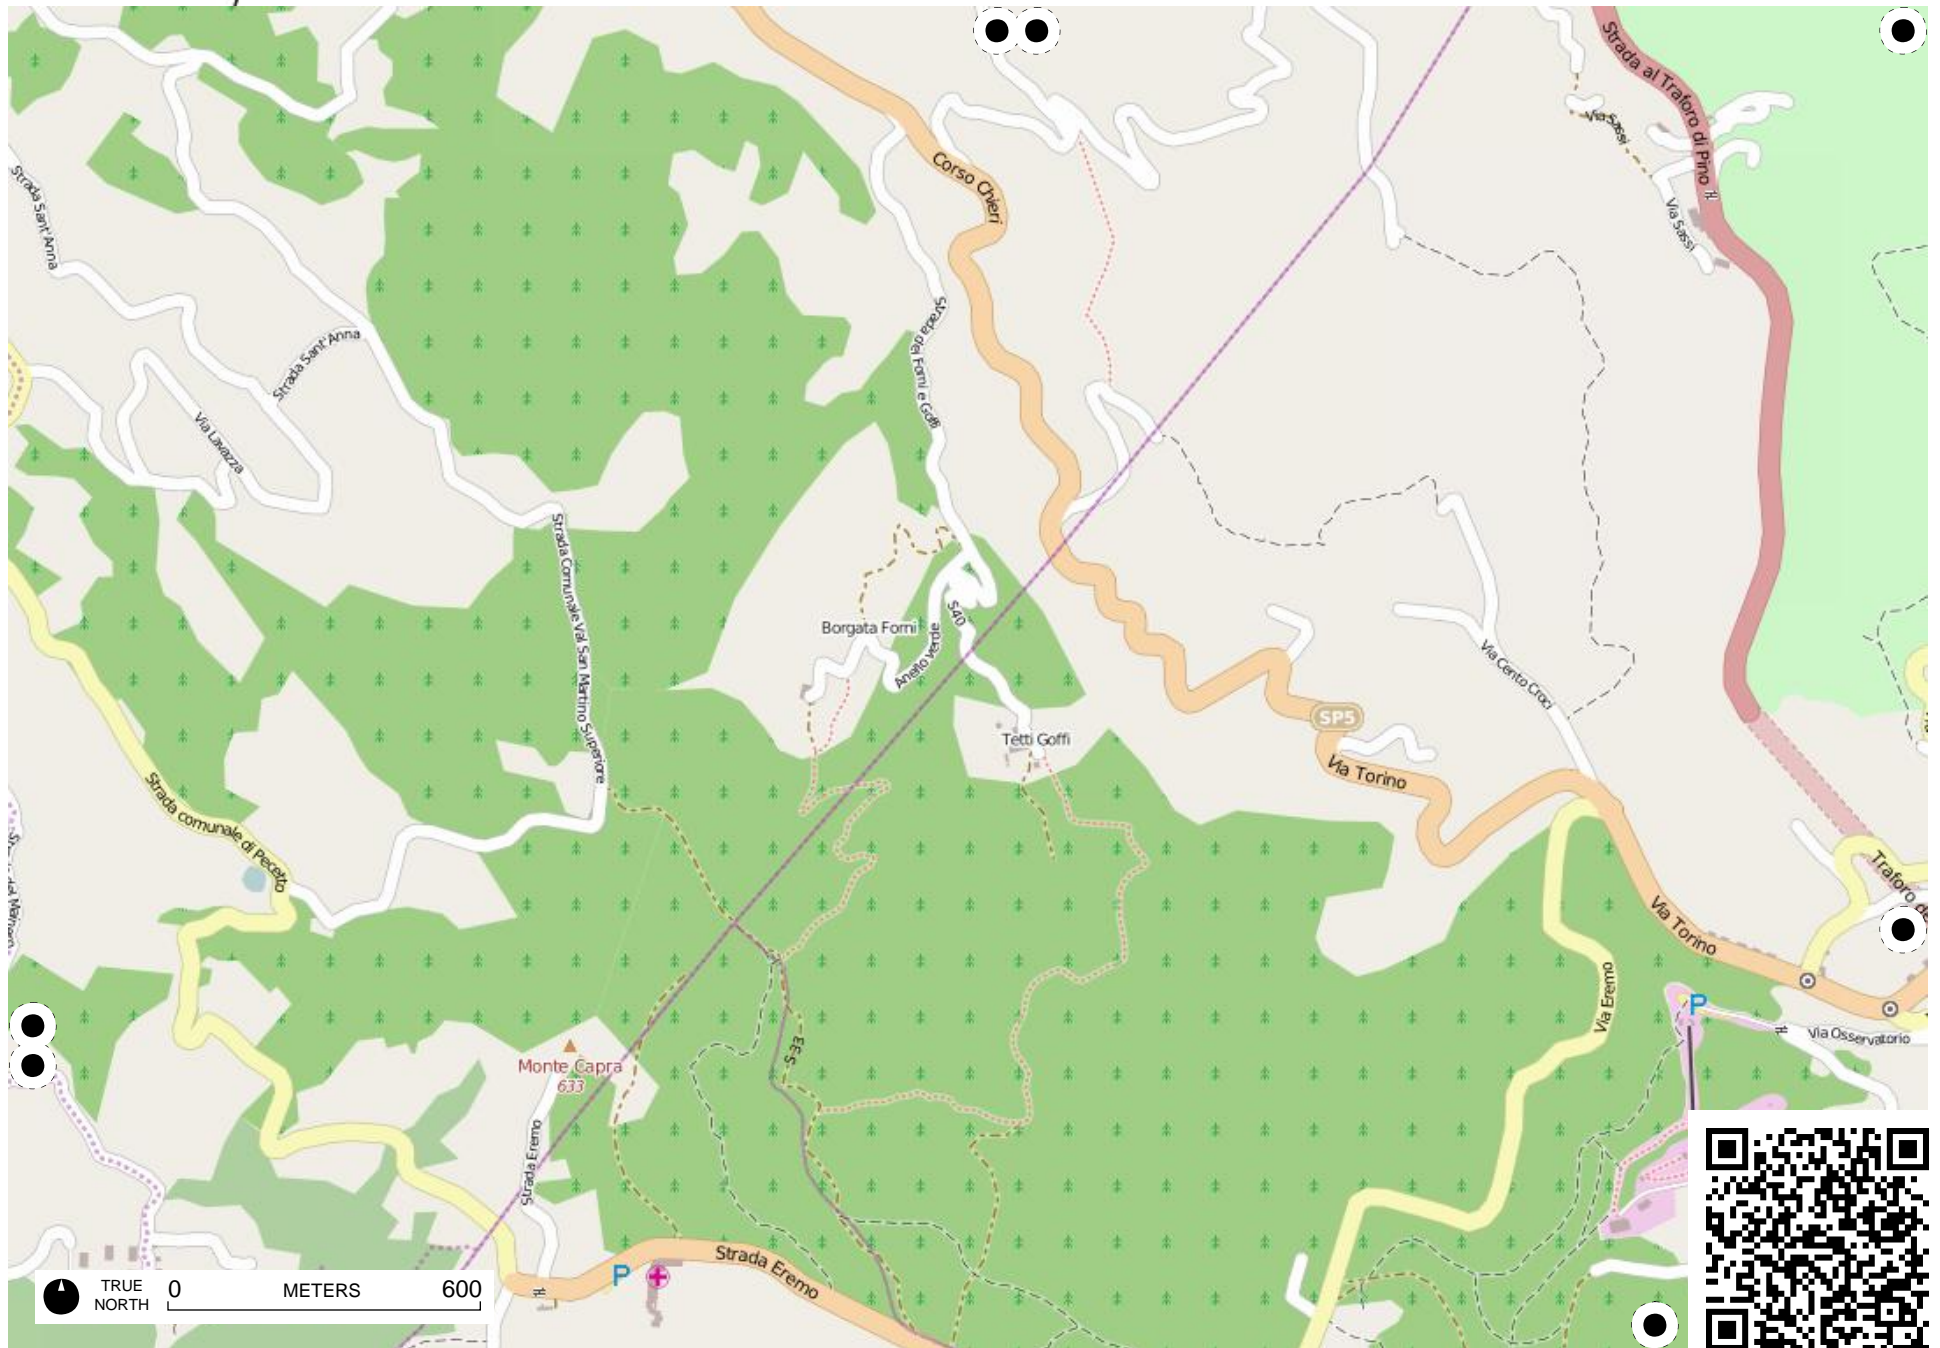 Strada al Traforo di Pino
Via Sassi
Corso Chieri
Strada Sant'Anna
Via Sassi
Strada dei Forni e Goffi
Strada Sant'Anna
Via Lavazza
Strada Comunale Val San Martino Superiore
S40
Borgata Forni
Anello verde
Via Cento Croci
SP5
Tetti Goffi
Via Torino
Strada comunale di Pecetto
Traforo
Via Torino
Via Eremo
P
Via Osservatorio
S 33
Monte Capra
633
Strada Eremo
Strada Eremo
P
TRUE
NORTH
0 METERS 600